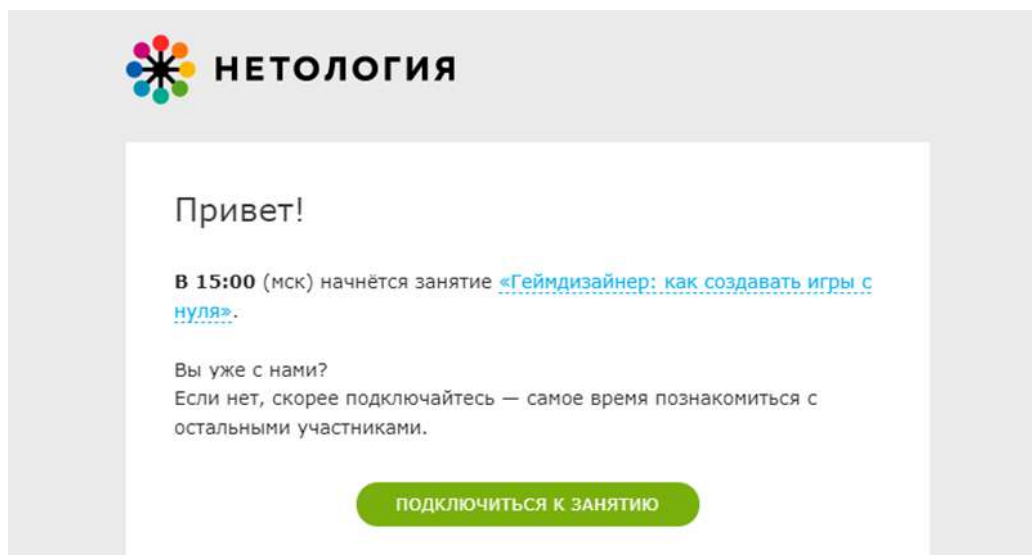 НЕТОЛОГИЯ
Привет!
В 15:00 (мск) начнётся занятие «Геймдизайнер: как создавать игры с
нуля».
Вы уже с нами?
Если нет, скорее подключайтесь — самое время познакомиться с
остальными участниками.
ПОДКЛЮЧИТЬСЯ К ЗАНЯТИЮ